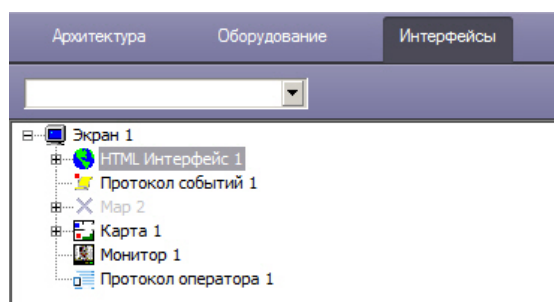 Архитектура Оборудование Интерфейсы
Экран 1
HTML Интерфейс 1
Протокол событий 1
Map 2
Карта 1
Монитор 1
Протокол оператора 1